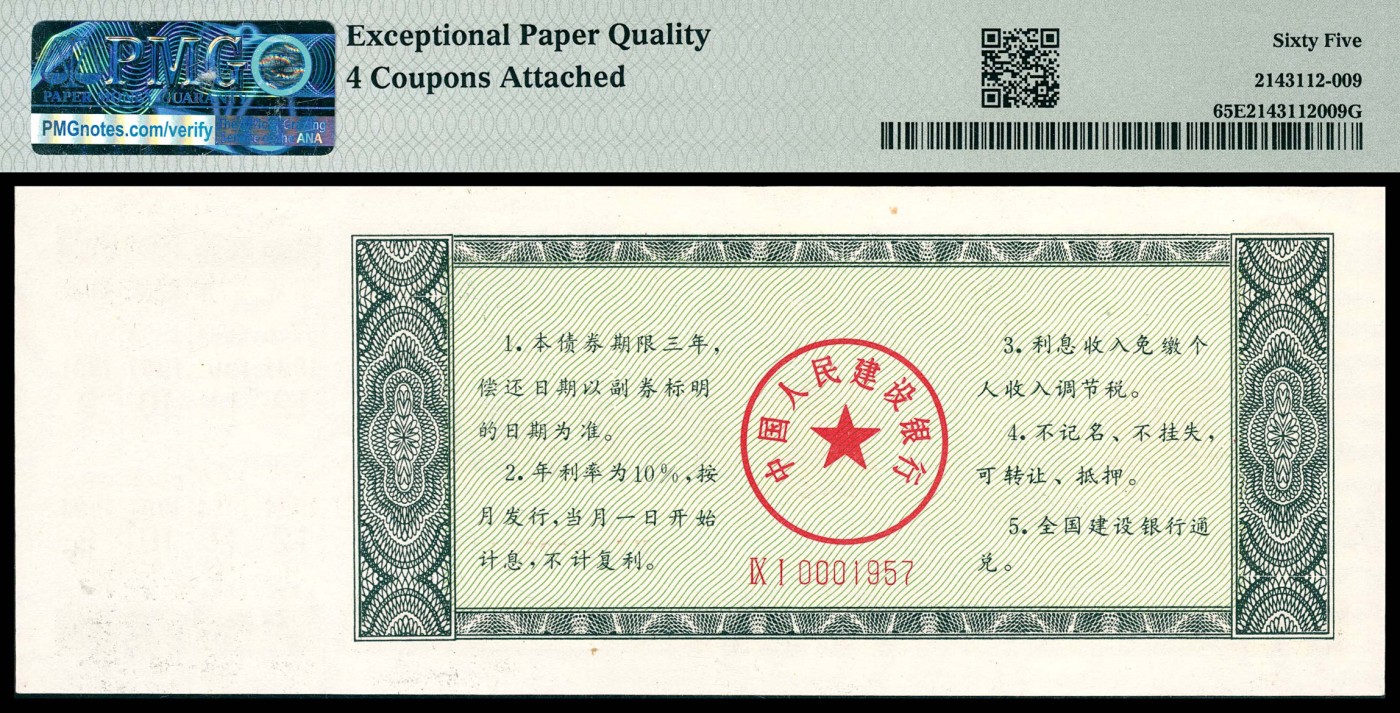 PMG
PAPER MONEY GUARANTY
PMGnotes.com/verify
ANA
Exceptional Paper Quality
4 Coupons Attached
Sixty Five
2143112-009
65E2143112009G
1.本债券期限三年,
偿还日期以副券标明
的日期为准。
2.年利率为10%,按
月发行,当月一日开始
计息,不计复利。
中国人民建设银行
Ⅸ Ⅰ 0001957
3.利息收入免缴个
人收入调节税。
4.不记名、不挂失,
可转让、抵押。
5.全国建设银行通
兑。